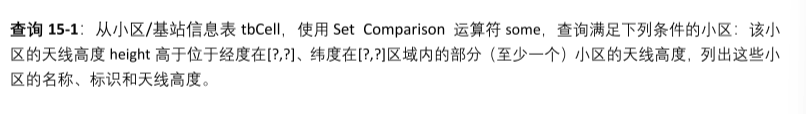 查询 15-1：从小区/基站信息表 tbCell，使用 Set Comparison 运算符 some，查询满足下列条件的小区：该小
区的天线高度 height 高于位于经度在[?,?]、纬度在[?,?]区域内的部分（至少一个）小区的天线高度，列出这些小
区的名称、标识和天线高度。